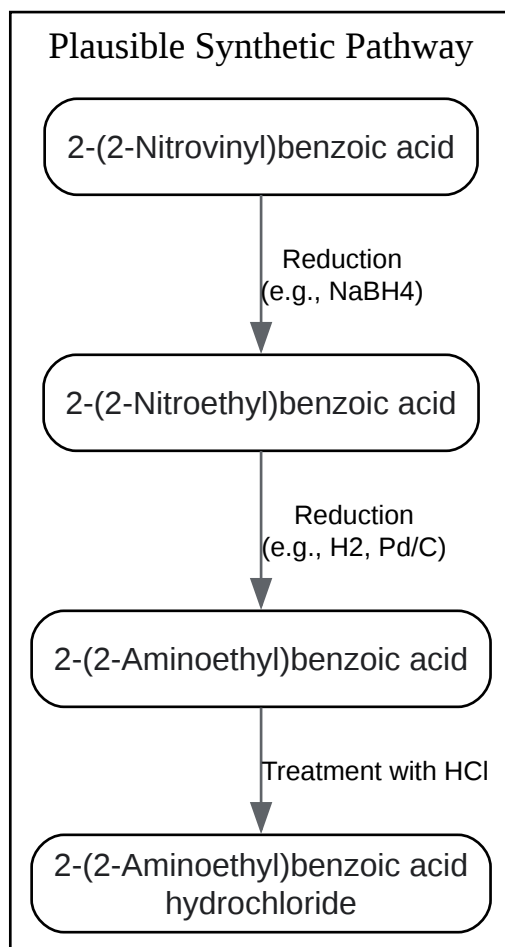 Plausible Synthetic Pathway
2-(2-Nitrovinyl)benzoic acid
Reduction
(e.g., NaBH4)
2-(2-Nitroethyl)benzoic acid
Reduction
(e.g., H2, Pd/C)
2-(2-Aminoethyl)benzoic acid
Treatment with HCl
2-(2-Aminoethyl)benzoic acid
hydrochloride